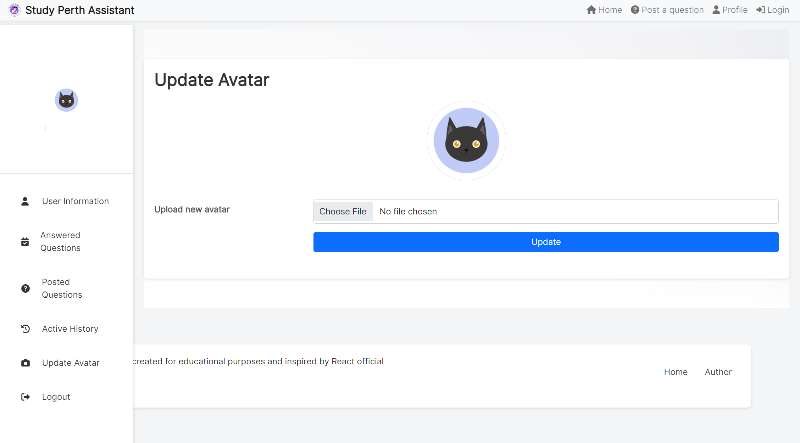 Study Perth Assistant
Home
Post a question
Profile
Login
User Information
Answered
Questions
Posted
Questions
Active History
Update Avatar
Logout
Update Avatar
Upload new avatar
Choose File No file chosen
Update
created for educational purposes and inspired by React official
Home
Author